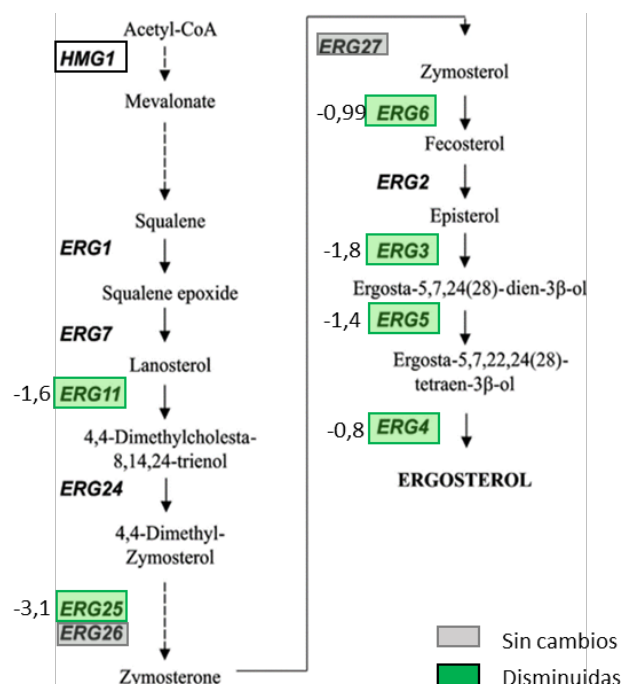 Acetyl-CoA
HMG1
Mevalonate
Squalene
ERG1
Squalene epoxide
ERG7
Lanosterol
-1,6 ERG11
4,4-Dimethylcholesta-
8,14,24-trienol
ERG24
4,4-Dimethyl-
Zymosterol
-3,1 ERG25
ERG26
Zymosterone
ERG27
Zymosterol
-0,99 ERG6
Fecosterol
ERG2
Episterol
-1,8 ERG3
Ergosta-5,7,24(28)-dien-3β-ol
-1,4 ERG5
Ergosta-5,7,22,24(28)-
tetraen-3β-ol
-0,8 ERG4
ERGOSTEROL
Sin cambios
Disminuidas